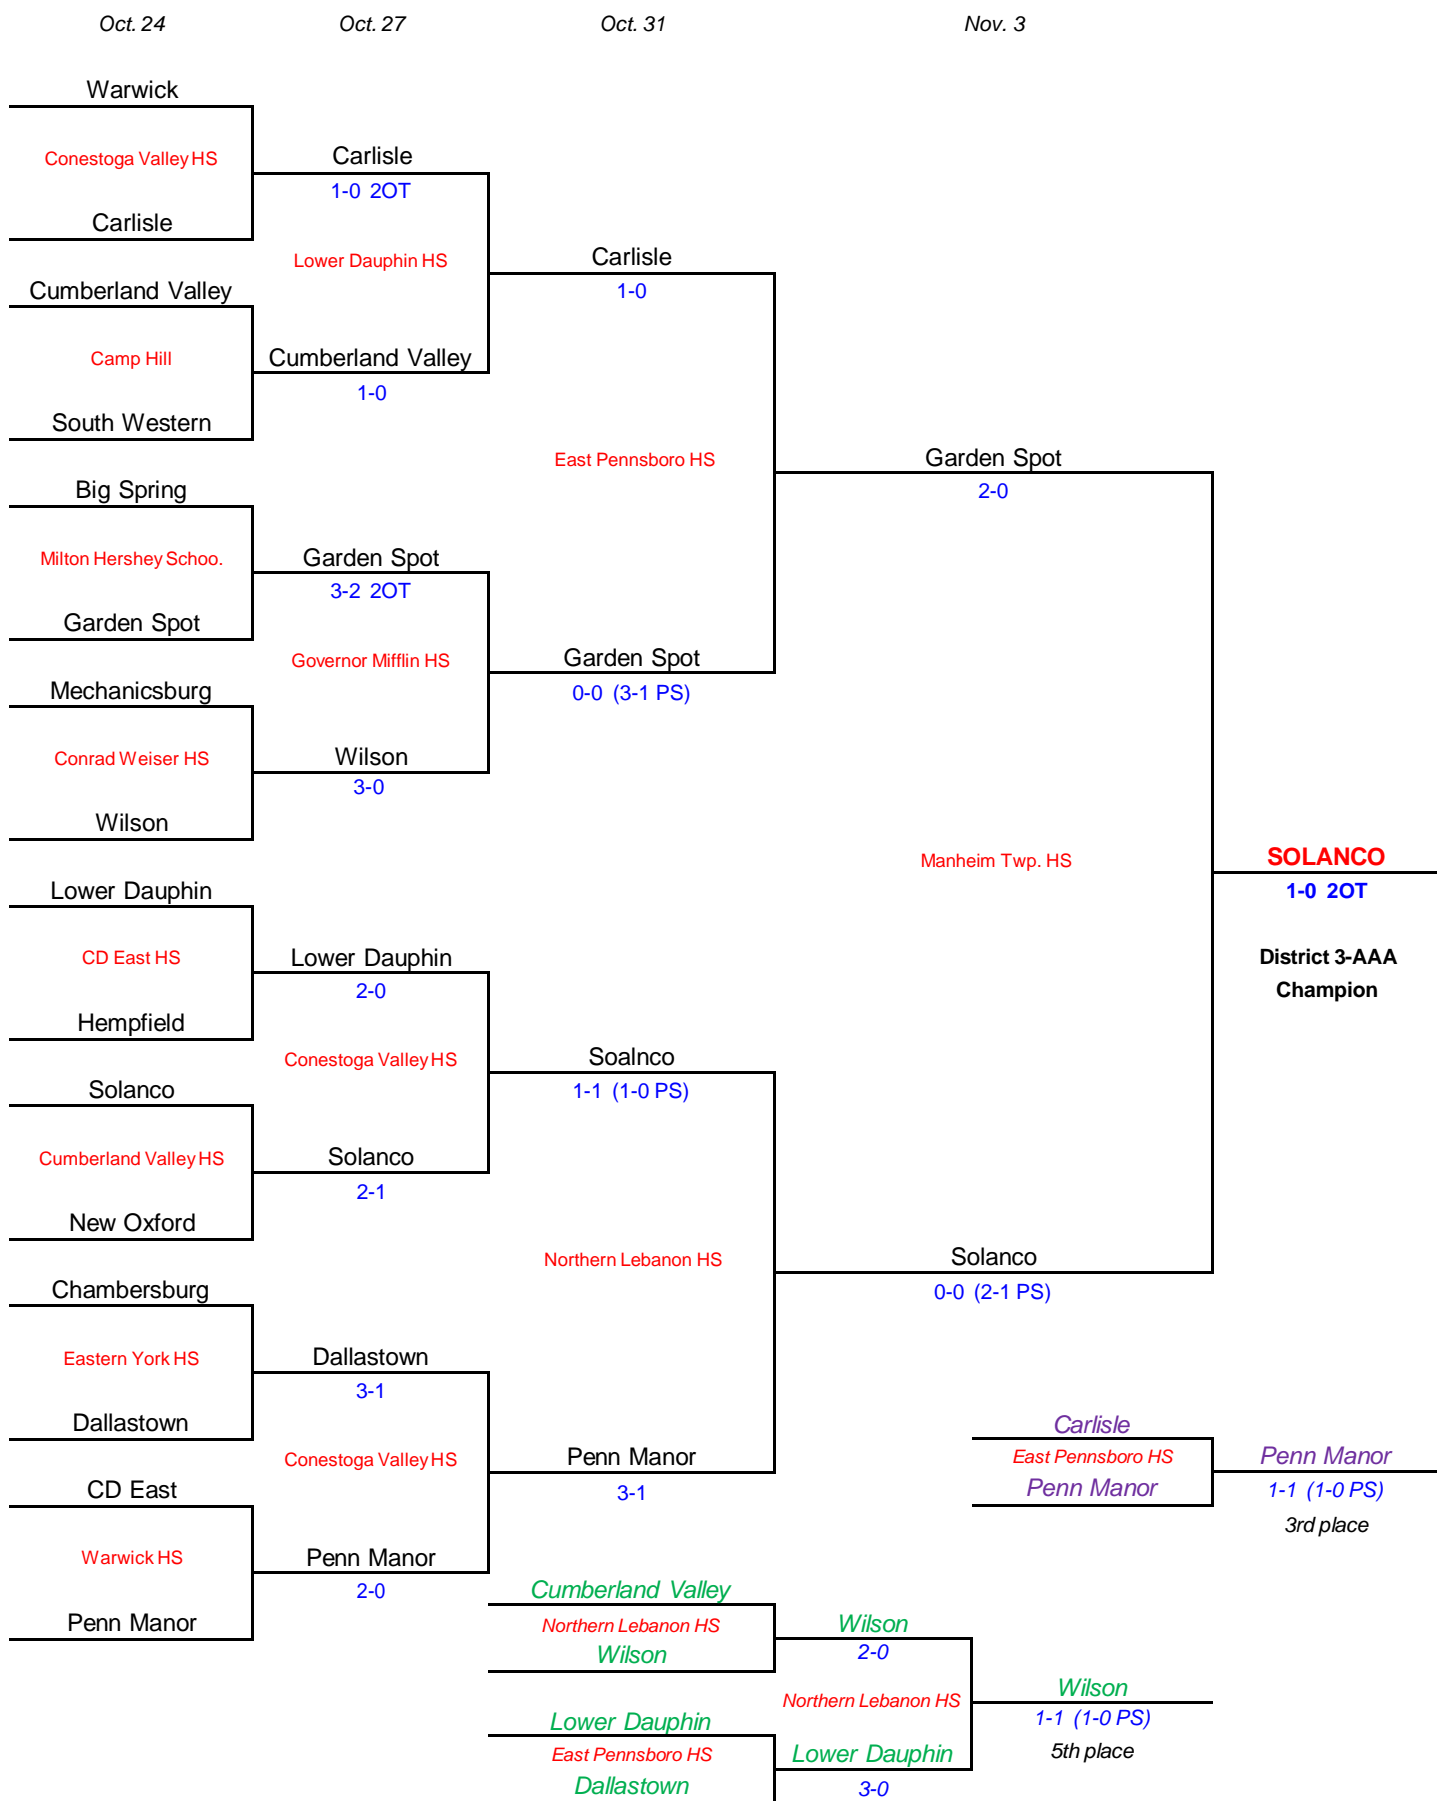 Oct. 24 Oct. 27 Oct. 31 Nov. 3
Warwick
Conestoga Valley HS
Carlisle
Carlisle
1-0 2OT
Lower Dauphin HS
Carlisle
1-0
Cumberland Valley
Camp Hill
Cumberland Valley
1-0
South Western
East Pennsboro HS
Garden Spot
2-0
Big Spring
Milton Hershey Schoo.
Garden Spot
3-2 2OT
Garden Spot
Governor Mifflin HS
Garden Spot
0-0 (3-1 PS)
Mechanicsburg
Conrad Weiser HS
Wilson
3-0
Wilson
Manheim Twp. HS
SOLANCO
1-0 2OT
District 3-AAA
Champion
Lower Dauphin
CD East HS
Lower Dauphin
2-0
Hempfield
Conestoga Valley HS
Soalnco
1-1 (1-0 PS)
Solanco
Cumberland Valley HS
Solanco
2-1
New Oxford
Northern Lebanon HS
Solanco
0-0 (2-1 PS)
Chambersburg
Eastern York HS
Dallastown
3-1
Dallastown
Conestoga Valley HS
Penn Manor
3-1
CD East
Warwick HS
Penn Manor
2-0
Penn Manor
Carlisle
East Pennsboro HS
Penn Manor
Penn Manor
1-1 (1-0 PS)
3rd place
Cumberland Valley
Northern Lebanon HS
Wilson
Wilson
2-0
Northern Lebanon HS
Wilson
1-1 (1-0 PS)
5th place
Lower Dauphin
East Pennsboro HS
Dallastown
Lower Dauphin
3-0